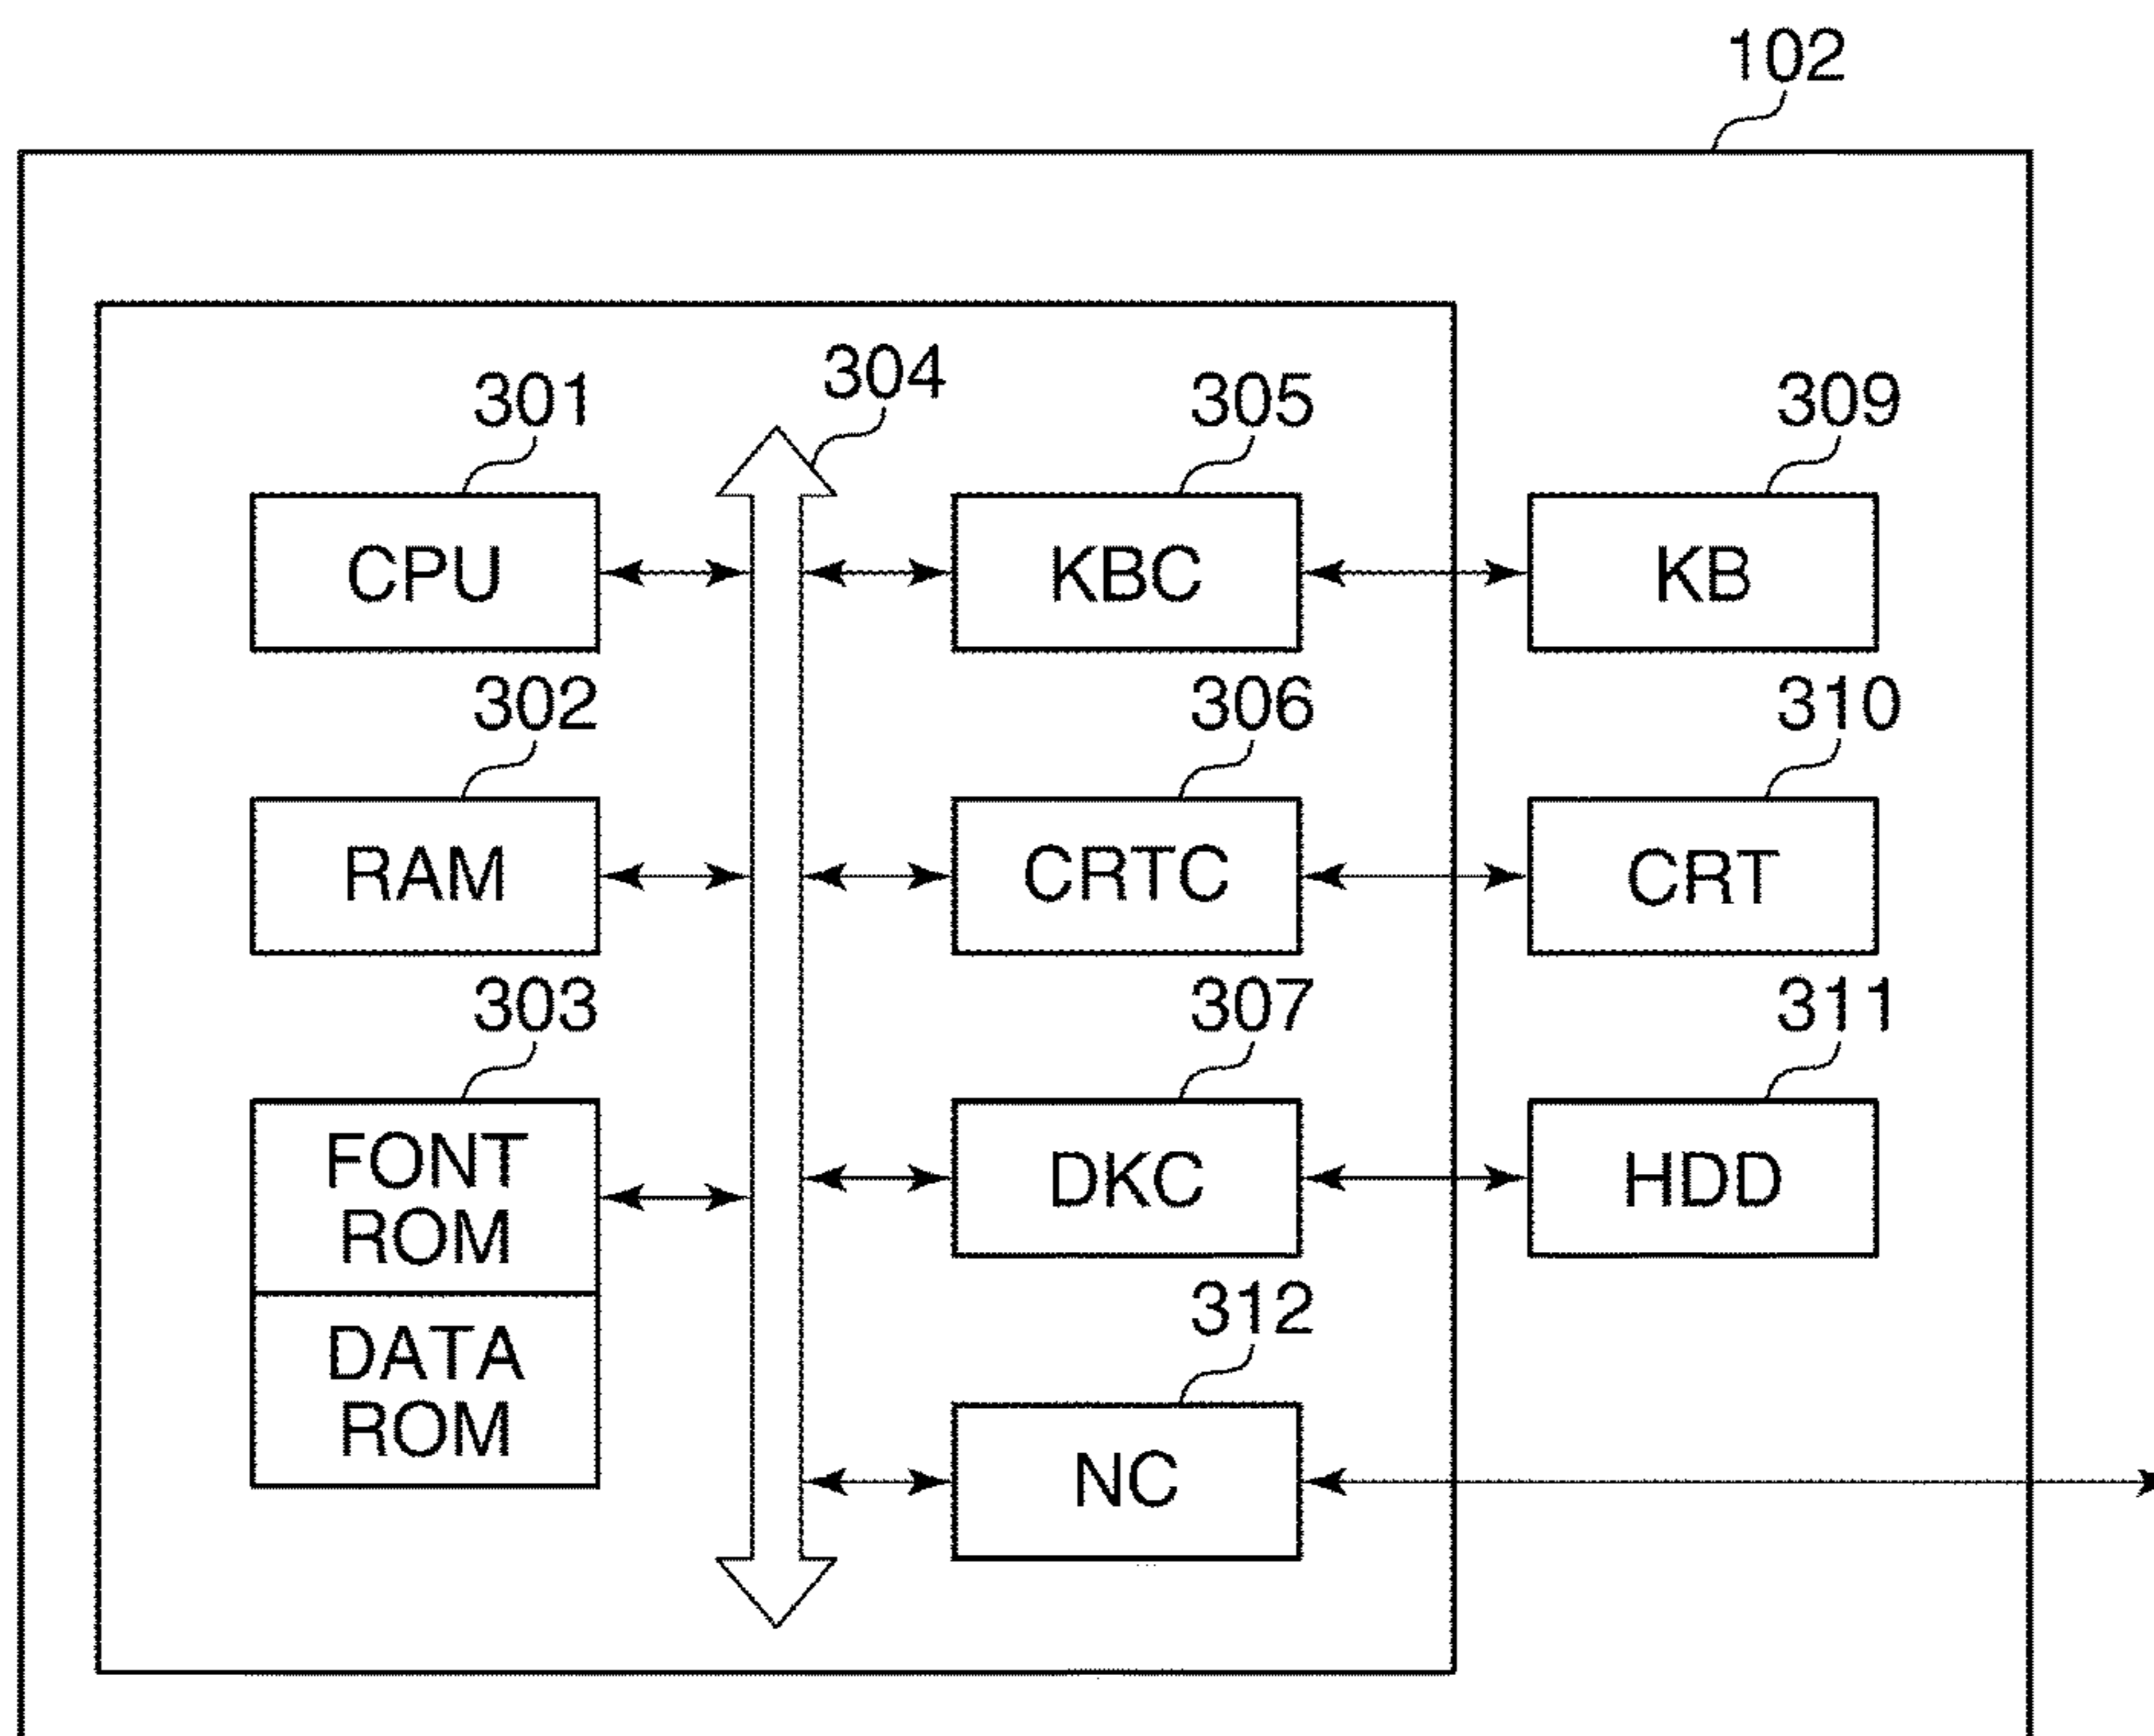 102
304
301
305
309
CPU
KBC
KB
302
306
310
RAM
CRTC
CRT
303
307
311
FONT
ROM
DKC
HDD
DATA
ROM
312
NC